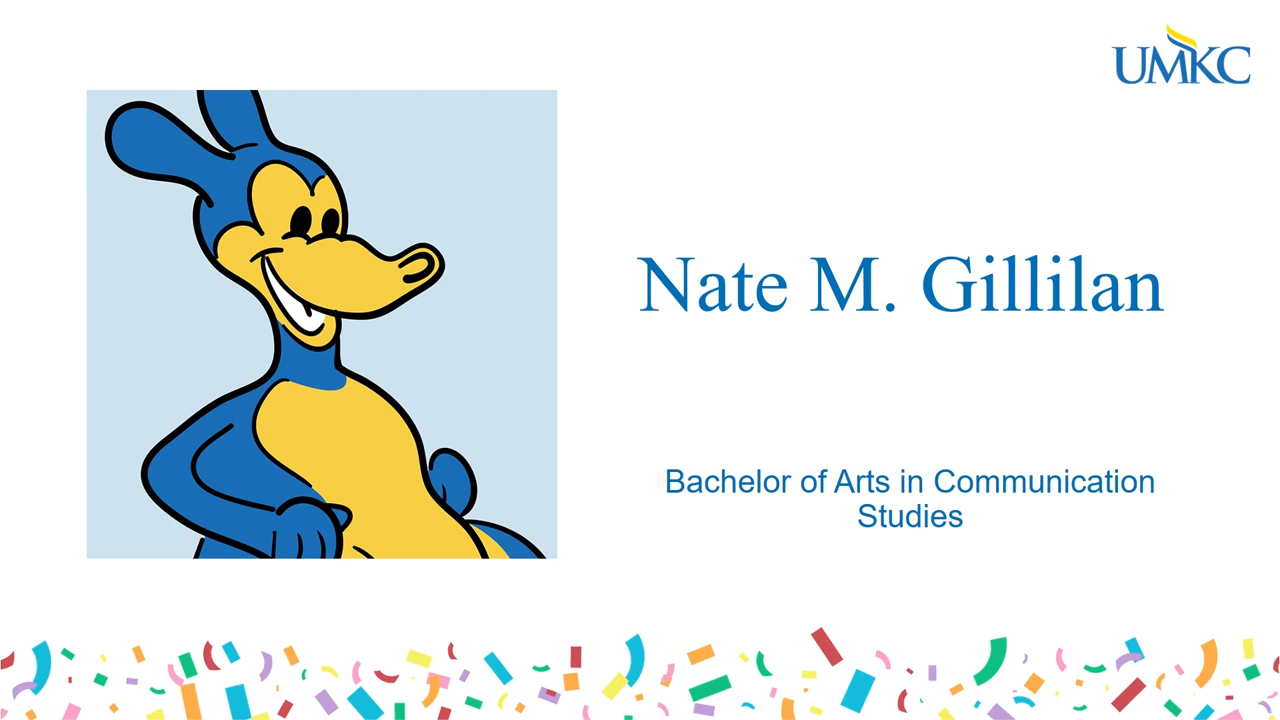 UMKC
Nate M. Gillilan
Bachelor of Arts in Communication
Studies